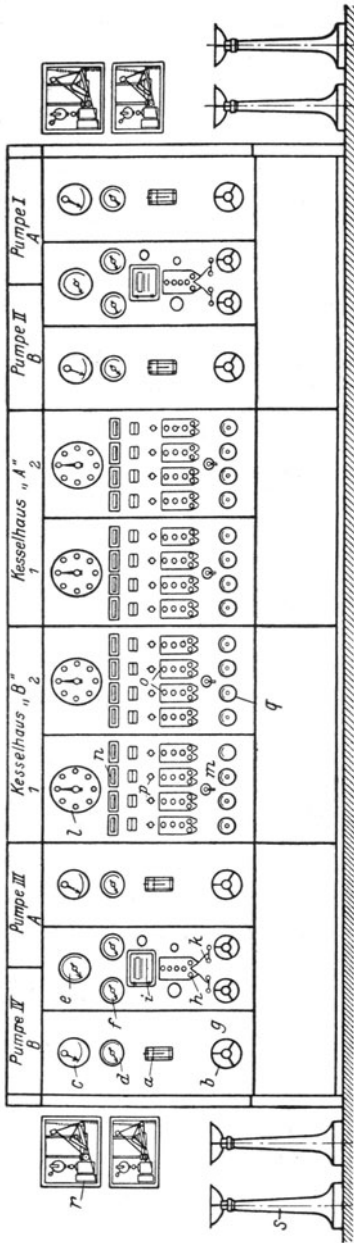 Pumpe IV Pumpe III Kesselhaus „B" Kesselhaus „A" Pumpe II Pumpe I
B A 1 2 1 2 B A
r
c
e
l
f
n
d
i
p
o
a
h
k
m
g
b
q
s